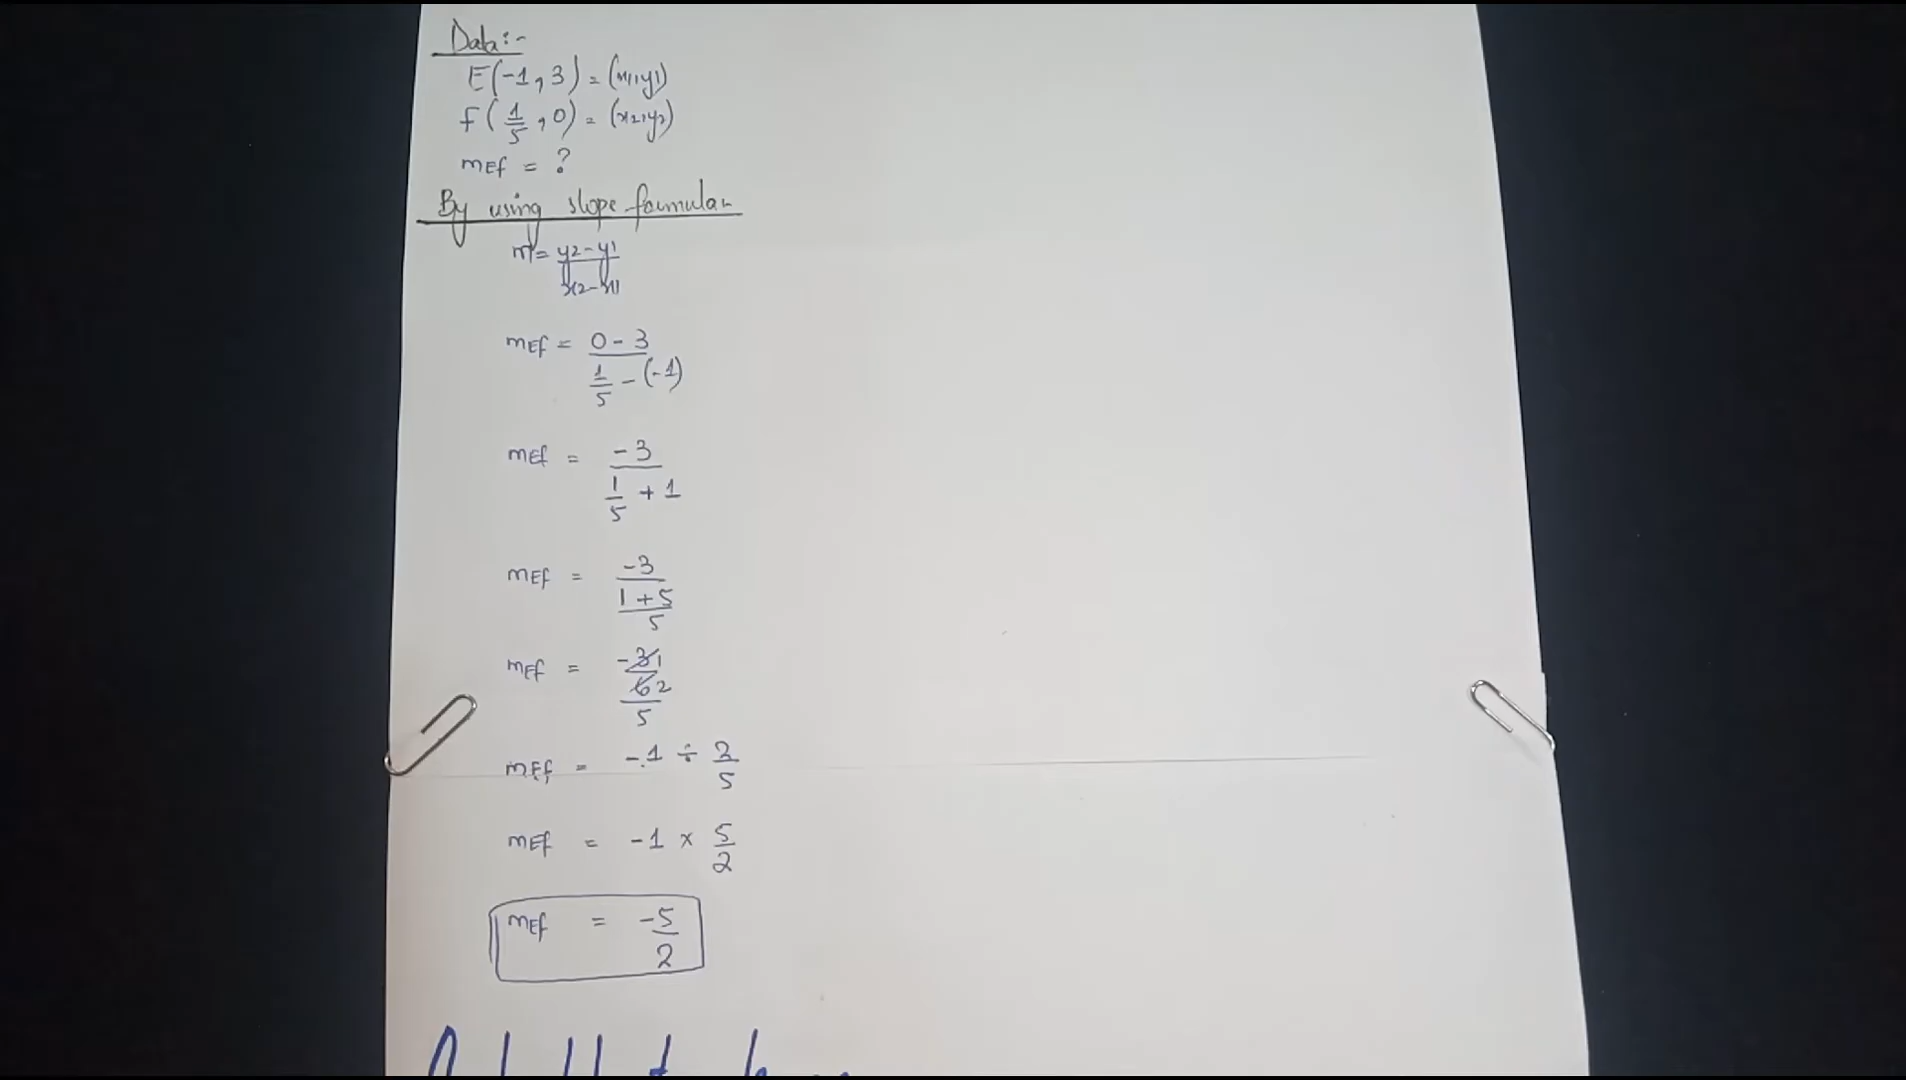 Data:-
E(-1, 3) = (x1, y1)
F(1/5, 0) = (x2, y2)
mEF = ?
By using slope formula:-
m = y2 - y1 / x2 - x1
mEF = 0 - 3 / 1/5 - (-1)
mEF = -3 / 1/5 + 1
mEF = -3 / 1+5/5
mEF = -3 1 / 6 2 / 5
mEF = -1 ÷ 2/5
mEF = -1 × 5/2
mEF = -5/2